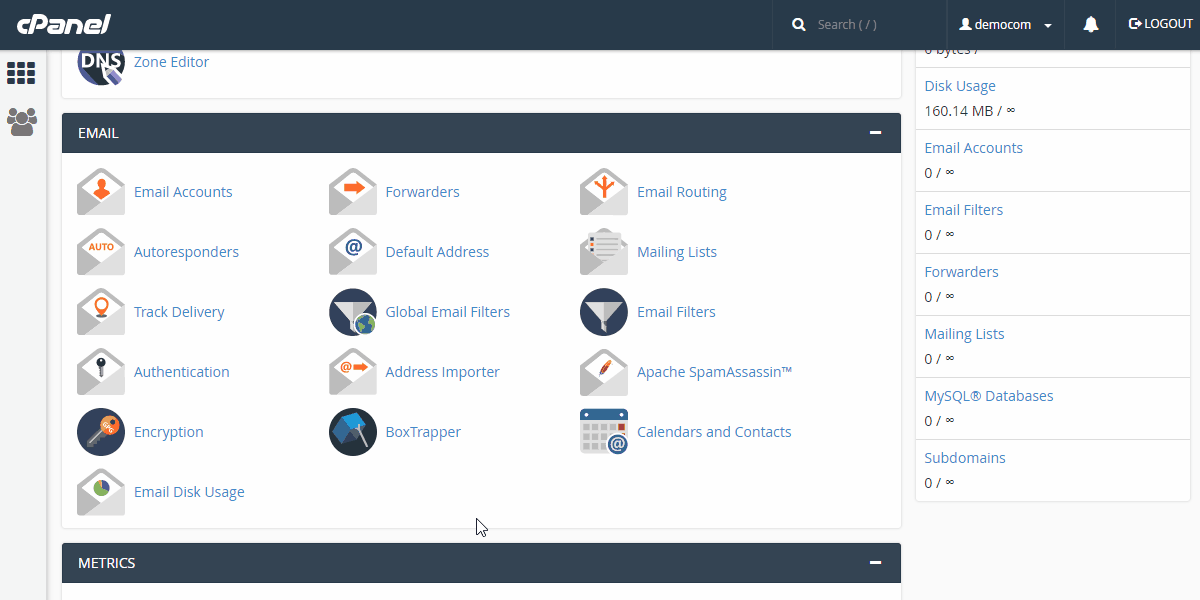 cPanel
Search ( / )
democom
LOGOUT
DNS
Zone Editor
EMAIL
Email Accounts
Forwarders
Email Routing
AUTO
Autoresponders
@
Default Address
Mailing Lists
Track Delivery
Global Email Filters
Email Filters
Authentication
@
Address Importer
Apache SpamAssassin™
Encryption
BoxTrapper
@
Calendars and Contacts
Email Disk Usage
METRICS
0 bytes /
Disk Usage
160.14 MB / ∞
Email Accounts
0 / ∞
Email Filters
0 / ∞
Forwarders
0 / ∞
Mailing Lists
0 / ∞
MySQL® Databases
0 / ∞
Subdomains
0 / ∞